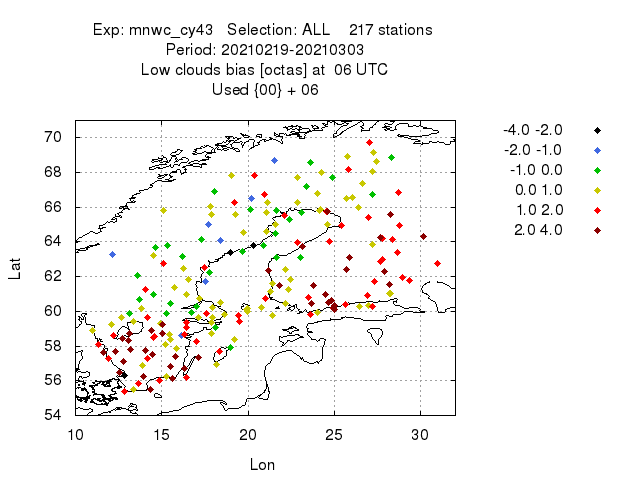 Exp: mnwc_cy43 Selection: ALL 217 stations
Period: 20210219-20210303
Low clouds bias [octas] at 06 UTC
Used {00} + 06
70
68
66
64
62
60
58
56
54
10 15 20 25 30
Lat
Lon
-4.0 -2.0
-2.0 -1.0
-1.0 0.0
0.0 1.0
1.0 2.0
2.0 4.0